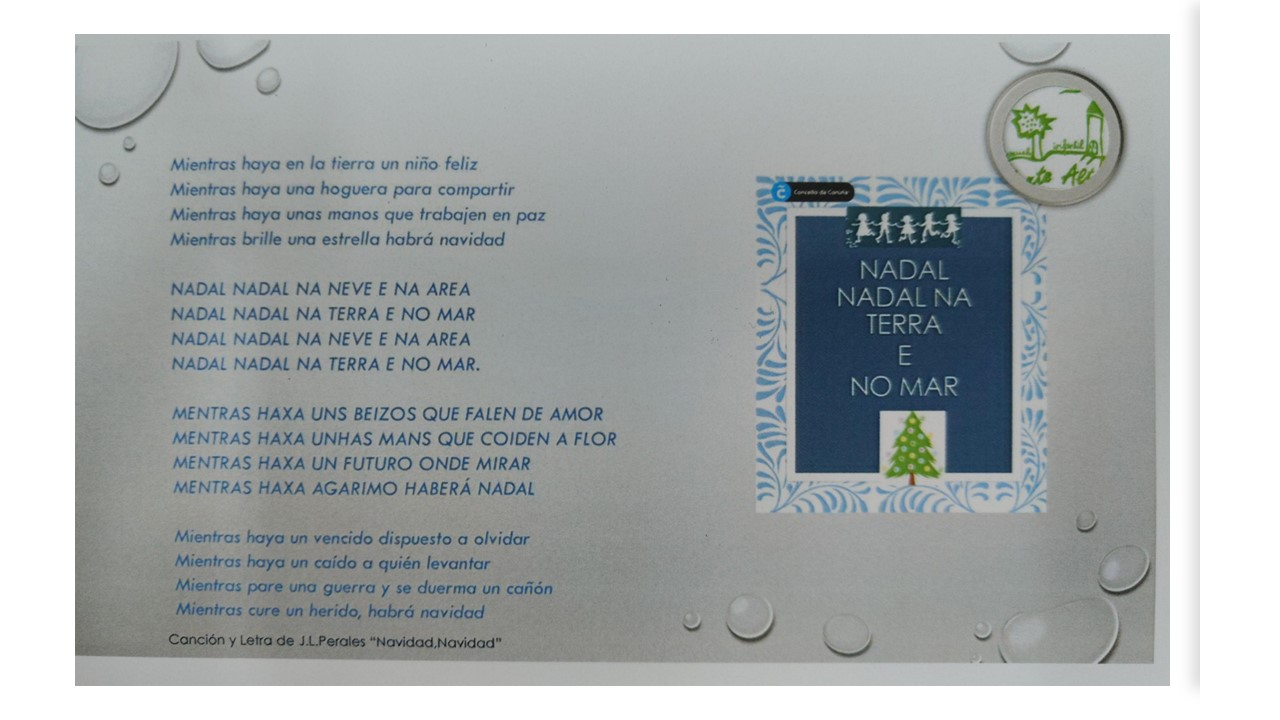 Mientras haya en la tierra un niño feliz
Mientras haya una hoguera para compartir
Mientras haya unas manos que trabajen en paz
Mientras brille una estrella habrá navidad
NADAL NADAL NA NEVE E NA AREA
NADAL NADAL NA TERRA E NO MAR
NADAL NADAL NA NEVE E NA AREA
NADAL NADAL NA TERRA E NO MAR.
MENTRAS HAXA UNS BEIZOS QUE FALEN DE AMOR
MENTRAS HAXA UNHAS MANS QUE COIDEN A FLOR
MENTRAS HAXA UN FUTURO ONDE MIRAR
MENTRAS HAXA AGARIMO HABERÁ NADAL
Mientras haya un vencido dispuesto a olvidar
Mientras haya un caído a quién levantar
Mientras pare una guerra y se duerma un cañón
Mientras cure un herido, habrá navidad
Canción y Letra de J.L.Perales “Navidad,Navidad”
Concello da Coruña
NADAL
NADAL NA
TERRA
E
NO MAR
infantil